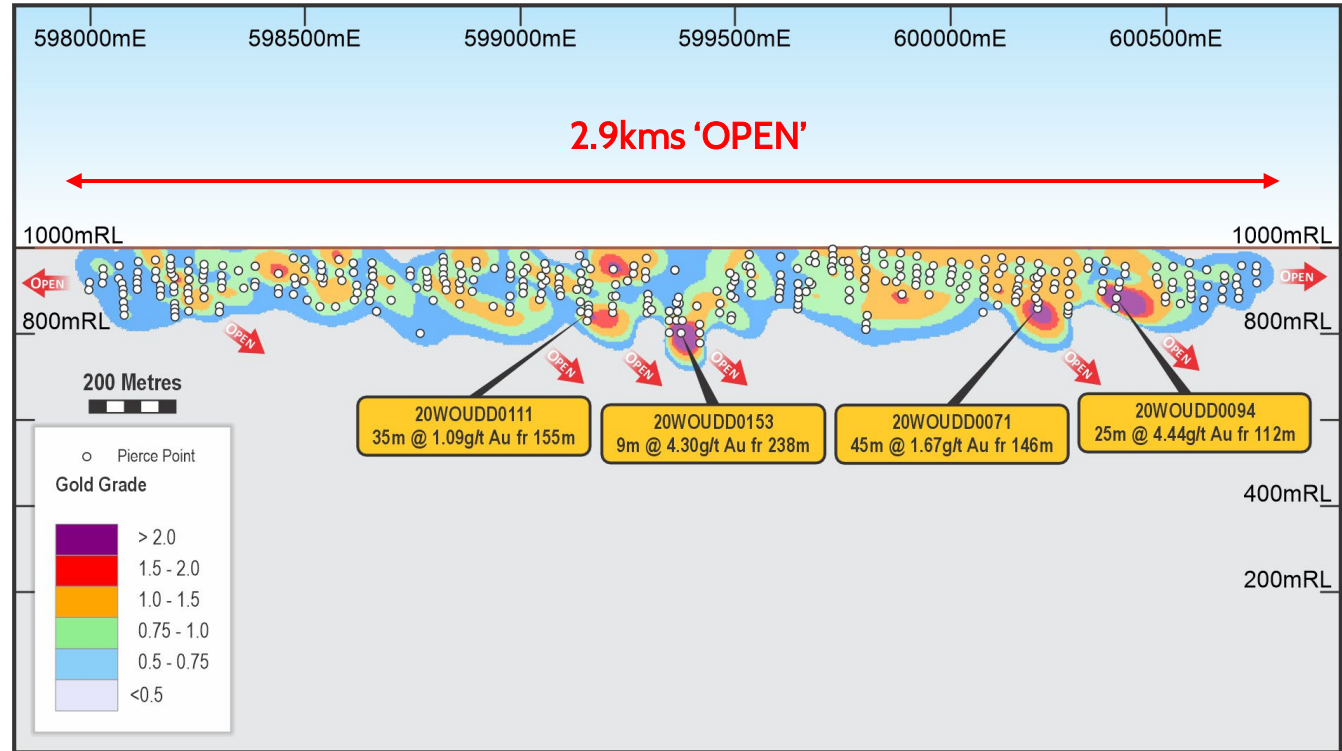 598000mE
598500mE
599000mE
599500mE
600000mE
600500mE
2.9kms ‘OPEN’
1000mRL
1000mRL
OPEN
OPEN
800mRL
800mRL
OPEN
OPEN
OPEN
OPEN
OPEN
OPEN
200 Metres
20WOUDD0111
35m @ 1.09g/t Au fr 155m
20WOUDD0153
9m @ 4.30g/t Au fr 238m
20WOUDD0071
45m @ 1.67g/t Au fr 146m
20WOUDD0094
25m @ 4.44g/t Au fr 112m
400mRL
200mRL
Pierce Point
Gold Grade
> 2.0
1.5 - 2.0
1.0 - 1.5
0.75 - 1.0
0.5 - 0.75
<0.5